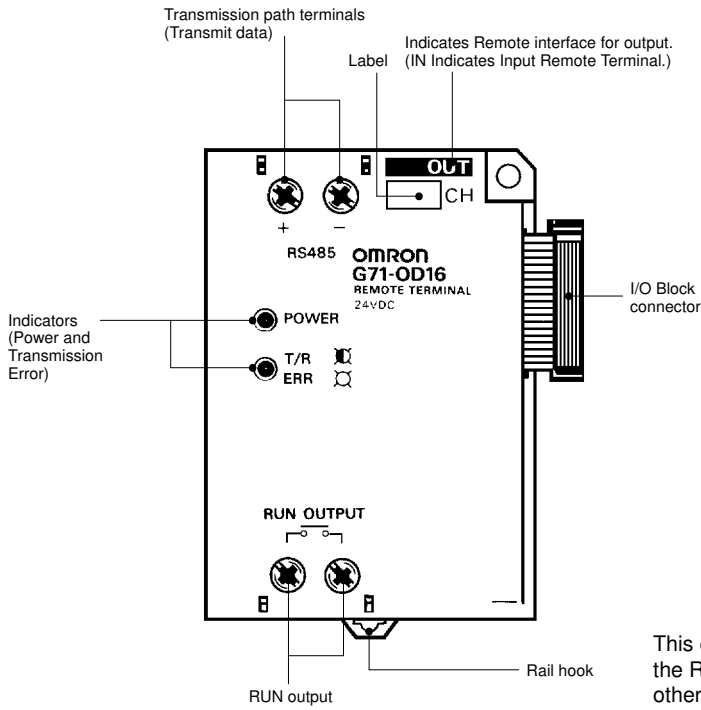 Transmission path terminals
(Transmit data)
Indicates Remote interface for output.
(IN Indicates Input Remote Terminal.)
Label
OUT
CH
+ −
RS485
OMRON
G71-OD16
REMOTE TERMINAL
24VDC
I/O Block
connector
POWER
Indicators
(Power and
Transmission
Error)
T/R
ERR
RUN OUTPUT
This
the R
other
Rail hook
RUN output